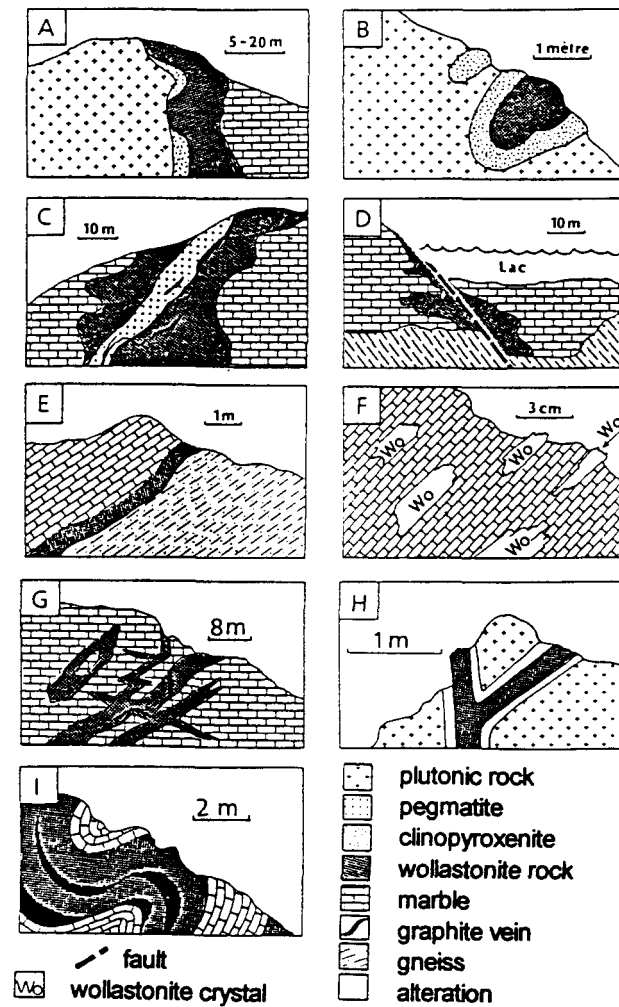 A
5-20 m
B
1 mètre
C
10 m
D
10 m
Lac
E
1m
F
3 cm
Wo
Wo
Wo
Wo
Wo
G
8m
H
1 m
I
2 m
plutonic rock
pegmatite
clinopyroxenite
wollastonite rock
marble
graphite vein
gneiss
alteration
fault
Wo
wollastonite crystal